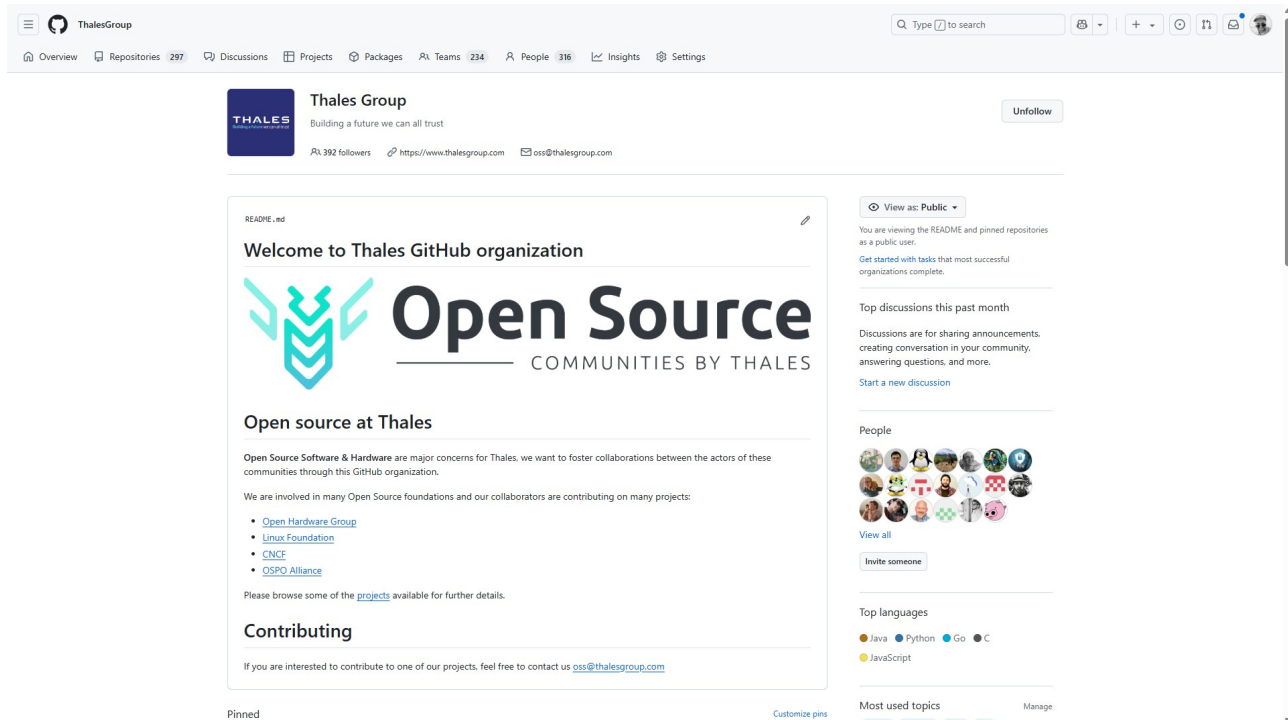 ThalesGroup
Type / to search
Overview
Repositories 297
Discussions
Projects
Packages
Teams 234
People 316
Insights
Settings
THALES
Building a future we can all trust
Thales Group
Building a future we can all trust
392 followers
https://www.thalesgroup.com
oss@thalesgroup.com
Unfollow
README.md
Welcome to Thales GitHub organization
Open Source
COMMUNITIES BY THALES
Open source at Thales
Open Source Software & Hardware are major concerns for Thales, we want to foster collaborations between the actors of these
communities through this GitHub organization.
We are involved in many Open Source foundations and our collaborators are contributing on many projects:
Open Hardware Group
Linux Foundation
CNCF
OSPO Alliance
Please browse some of the projects available for further details.
Contributing
If you are interested to contribute to one of our projects, feel free to contact us oss@thalesgroup.com
Pinned
Customize pins
View as: Public
You are viewing the README and pinned repositories
as a public user.
Get started with tasks that most successful
organizations complete.
Top discussions this past month
Discussions are for sharing announcements,
creating conversation in your community,
answering questions, and more.
Start a new discussion
People
View all
Invite someone
Top languages
Java Python Go C
JavaScript
Most used topics
Manage